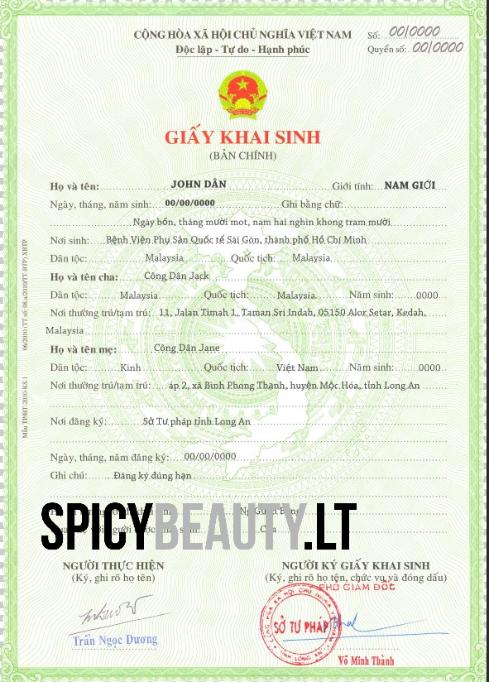 CỘNG HÒA XÃ HỘI CHỦ NGHĨA VIỆT NAM
Độc lập - Tự do - Hạnh phúc
Số: 00/0000
Quyển số: 00/0000
GIẤY KHAI SINH
(BẢN CHÍNH)
Họ và tên: JOHN DÂN Giới tính: NAM GIỚI
Ngày, tháng, năm sinh: 00/00/0000 Ghi bằng chữ:
Ngày bốn, tháng mười mot, nam hai nghin khong tram mười
Nơi sinh: Bệnh Viện Phụ Sản Quốc tế Sài Gòn, thành phố Hồ Chí Minh
Dân tộc: Malaysia Quốc tịch: Malaysia
Họ và tên cha: Công Dân Jack
Dân tộc: Malaysia Quốc tịch: Malaysia Năm sinh: 0000
Nơi thường trú/tạm trú: 11, Jalan Timah 1, Taman Sri Indah, 05150 Alor Setar, Kedah,
Malaysia
Họ và tên mẹ: Công Dân Jane
Dân tộc: Kinh Quốc tịch: Việt Nam Năm sinh: 0000
Nơi thường trú/tạm trú: áp 2, xã Bình Phong Thạnh, huyện Mộc Hóa, tỉnh Long An
Nơi đăng ký: Sở Tư pháp tỉnh Long An
Ngày, tháng, năm đăng ký: 00/00/0000
Ghi chú: Đăng ký đúng hạn
SPICYBEAUTY.LT
NGƯỜI THỰC HIỆN
(Ký, ghi rõ họ tên)
NGƯỜI KÝ GIẤY KHAI SINH
(Ký, ghi rõ họ tên, chức vụ và đóng dấu)
PHÓ GIÁM ĐỐC
SỞ TƯ PHÁP
Trần Ngọc Dương
Võ Minh Thành